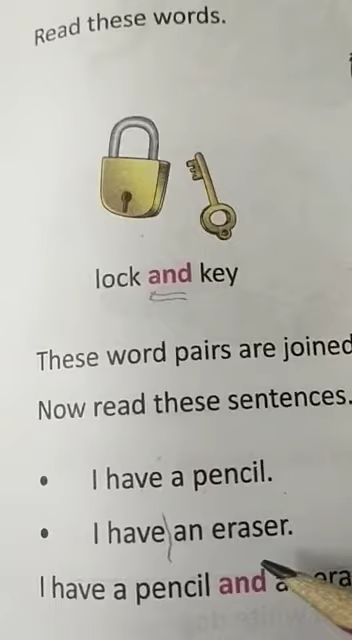 Read these words.
lock and key
These word pairs are joined
Now read these sentences.
• I have a pencil.
• I have an eraser.
I have a pencil and